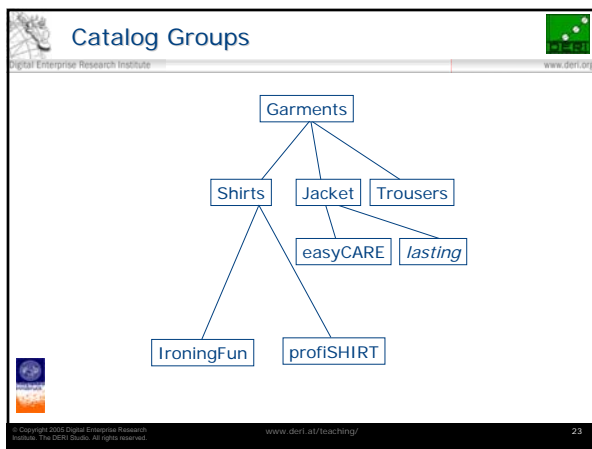 Catalog Groups
DERI
Digital Enterprise Research Institute
www.deri.org
Garments
Shirts
Jacket
Trousers
easyCARE
lasting
IroningFun
profiSHIRT
© Copyright 2005 Digital Enterprise Research
Institute. The DERI Studio. All rights reserved.
www.deri.at/teaching/
23